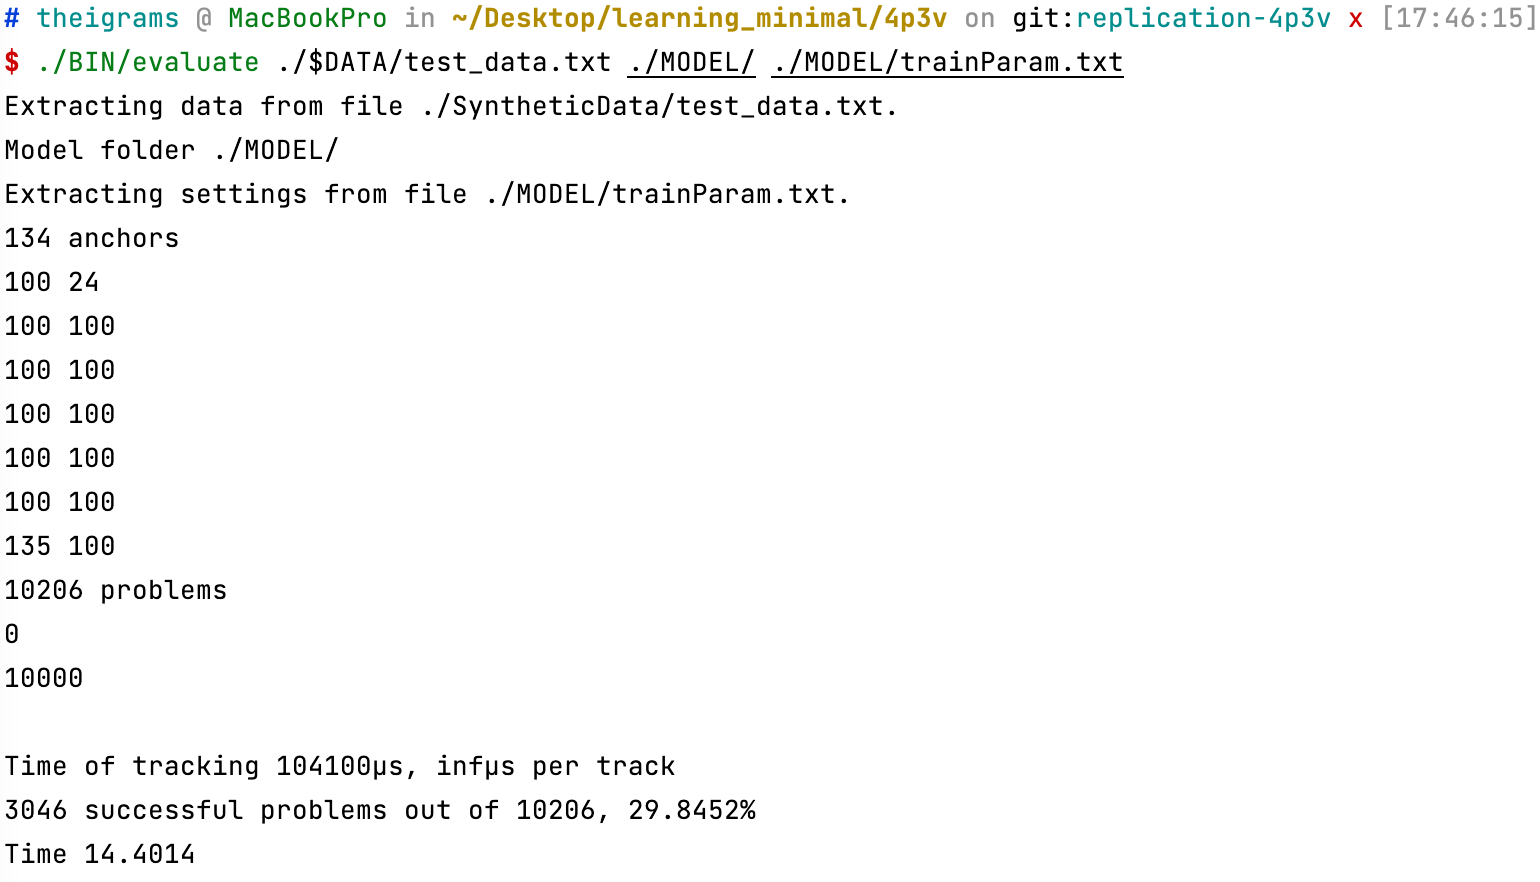 # theigrams @ MacBookPro in ~/Desktop/learning_minimal/4p3v on git:replication-4p3v x [17:46:15]
$ ./BIN/evaluate ./$DATA/test_data.txt ./MODEL/ ./MODEL/trainParam.txt
Extracting data from file ./SyntheticData/test_data.txt.
Model folder ./MODEL/
Extracting settings from file ./MODEL/trainParam.txt.
134 anchors
100 24
100 100
100 100
100 100
100 100
100 100
135 100
10206 problems
0
10000
Time of tracking 104100µs, infµs per track
3046 successful problems out of 10206, 29.8452%
Time 14.4014